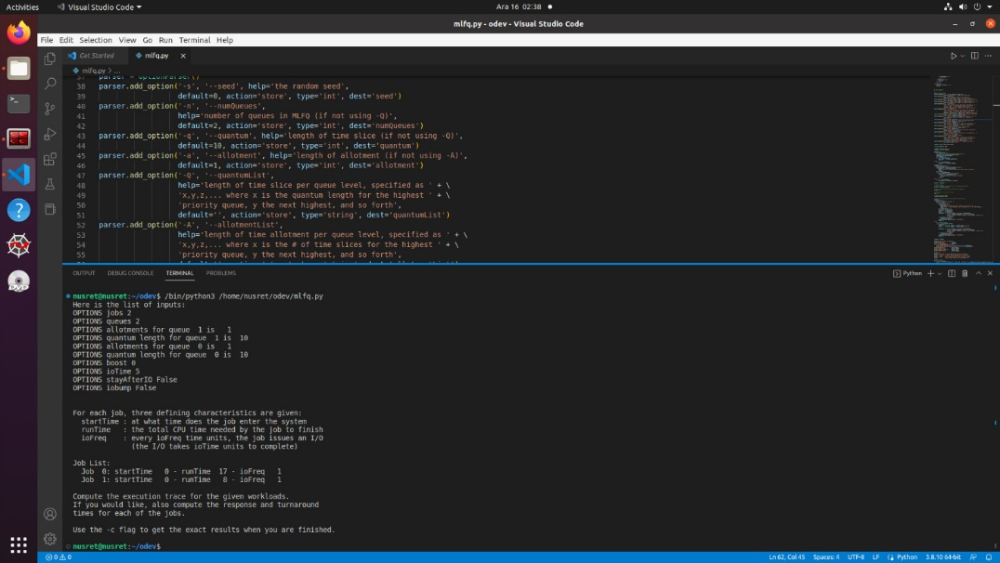 Activities
Visual Studio Code
Ara 16 02:38
mlfq.py - odev - Visual Studio Code
File Edit Selection View Go Run Terminal Help
Get Started
mlfq.py
mlfq.py > ...
37 parser = OptionParser()
38 parser.add_option('-s', '--seed', help='the random seed',
39 default=0, action='store', type='int', dest='seed')
40 parser.add_option('-n', '--numQueues',
41 help='number of queues in MLFQ (if not using -Q)',
42 default=2, action='store', type='int', dest='numQueues')
43 parser.add_option('-q', '--quantum', help='length of time slice (if not using -Q)',
44 default=10, action='store', type='int', dest='quantum')
45 parser.add_option('-a', '--allotment', help='length of allotment (if not using -A)',
46 default=1, action='store', type='int', dest='allotment')
47 parser.add_option('-Q', '--quantumList',
48 help='length of time slice per queue level, specified as ' + \
49 'x,y,z,... where x is the quantum length for the highest ' + \
50 'priority queue, y the next highest, and so forth',
51 default='', action='store', type='string', dest='quantumList')
52 parser.add_option('-A', '--allotmentList',
53 help='length of time allotment per queue level, specified as ' + \
54 'x,y,z,... where x is the # of time slices for the highest ' + \
55 'priority queue, y the next highest, and so forth',
OUTPUT DEBUG CONSOLE TERMINAL PROBLEMS
Python
nusret@nusret:~/odev$ /bin/python3 /home/nusret/odev/mlfq.py
Here is the list of inputs:
OPTIONS jobs 2
OPTIONS queues 2
OPTIONS allotments for queue  1 is   1
OPTIONS quantum length for queue  1 is  10
OPTIONS allotments for queue  0 is   1
OPTIONS quantum length for queue  0 is  10
OPTIONS boost 0
OPTIONS ioTime 5
OPTIONS stayAfterIO False
OPTIONS iobump False
For each job, three defining characteristics are given:
startTime : at what time does the job enter the system
runTime   : the total CPU time needed by the job to finish
ioFreq    : every ioFreq time units, the job issues an I/O
(the I/O takes ioTime units to complete)
Job List:
Job  0: startTime   0 - runTime  17 - ioFreq   1
Job  1: startTime   0 - runTime   8 - ioFreq   1
Compute the execution trace for the given workloads.
If you would like, also compute the response and turnaround
times for each of the jobs.
Use the -c flag to get the exact results when you are finished.
nusret@nusret:~/odev$
0 0
Ln 62, Col 45 Spaces: 4 UTF-8 LF Python 3.8.10 64-bit